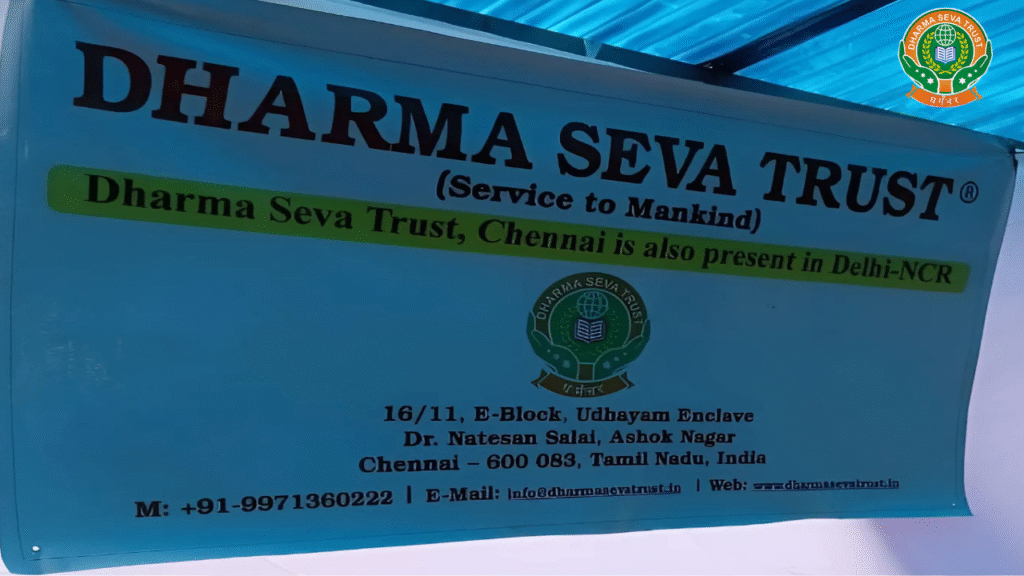 DHARMA SEVA TRUST
DHARMA SEVA TRUST®
(Service to Mankind)
Dharma Seva Trust, Chennai is also present in Delhi-NCR
DHARMA SEVA TRUST
16/11, E-Block, Udhayam Enclave
Dr. Natesan Salai, Ashok Nagar
Chennai – 600 083, Tamil Nadu, India
M: +91-9971360222 | E-Mail: info@dharmasevatrust.in | Web: www.dharmasevatrust.in